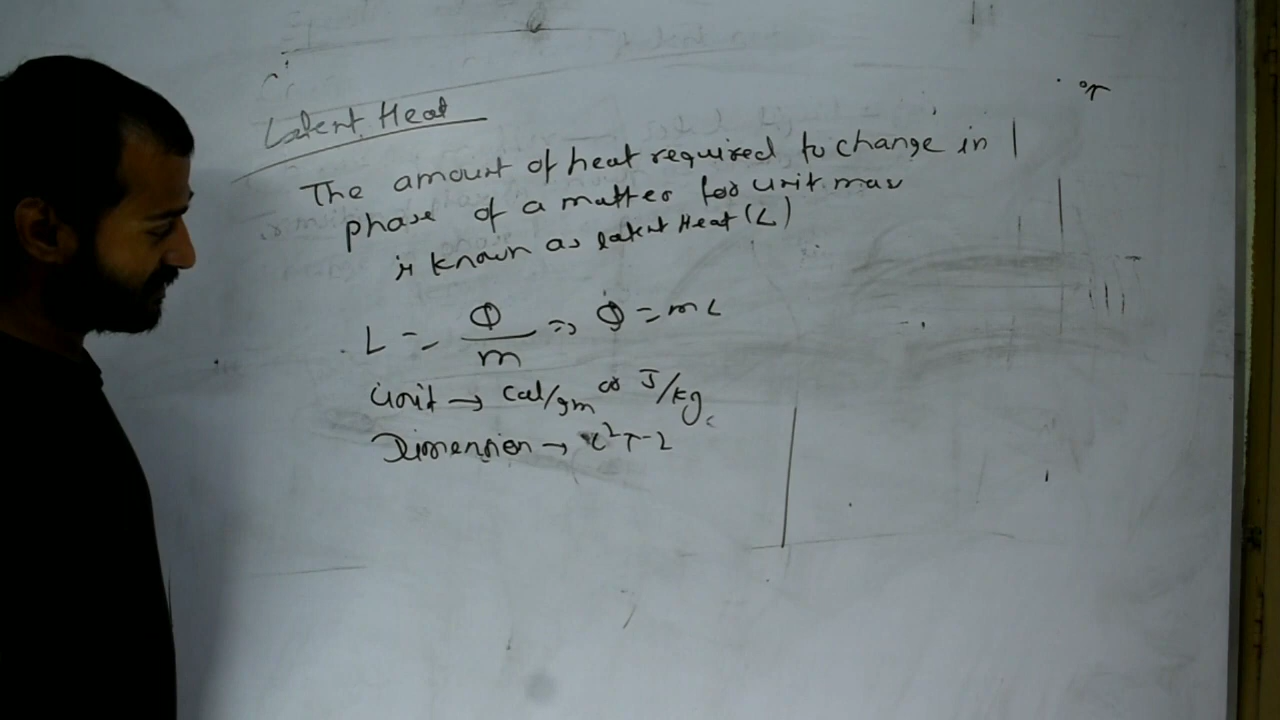 Latent Heat
The amount of heat required to change in
phase of a matter for unit mass
is known as latent Heat (L)
L = Q/m => Q = mL
Unit → Cal/gm or J/kg
Dimension → L²T-2